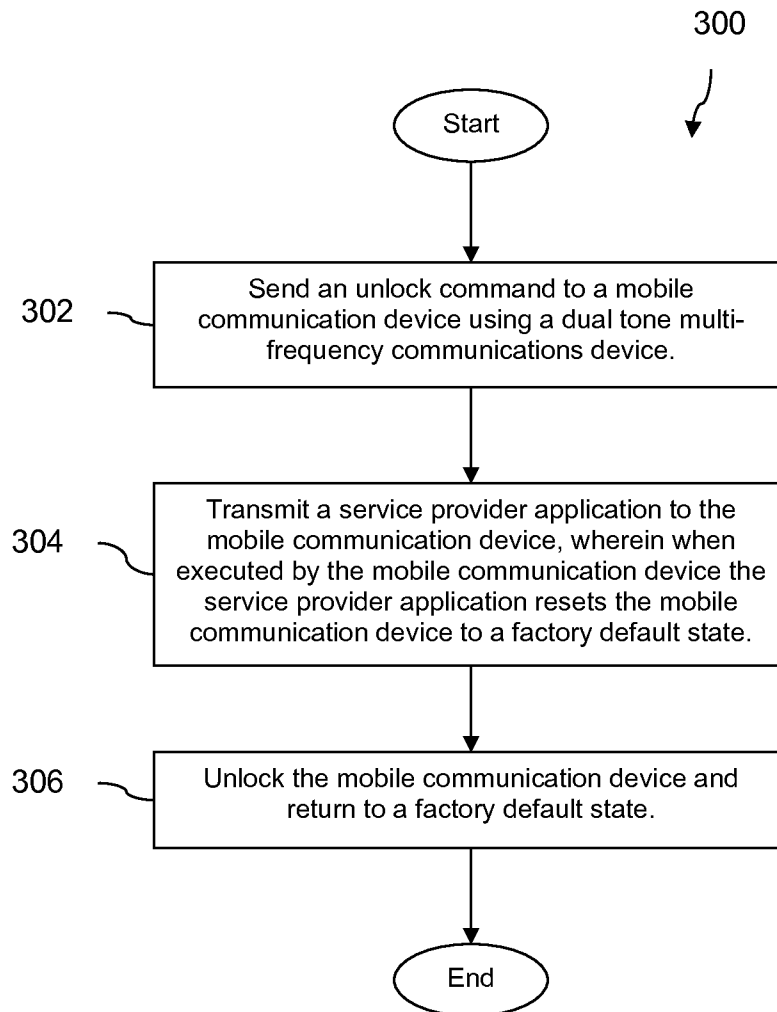 300
Start
302
Send an unlock command to a mobile
communication device using a dual tone multi-
frequency communications device.
304
Transmit a service provider application to the
mobile communication device, wherein when
executed by the mobile communication device the
service provider application resets the mobile
communication device to a factory default state.
306
Unlock the mobile communication device and
return to a factory default state.
End